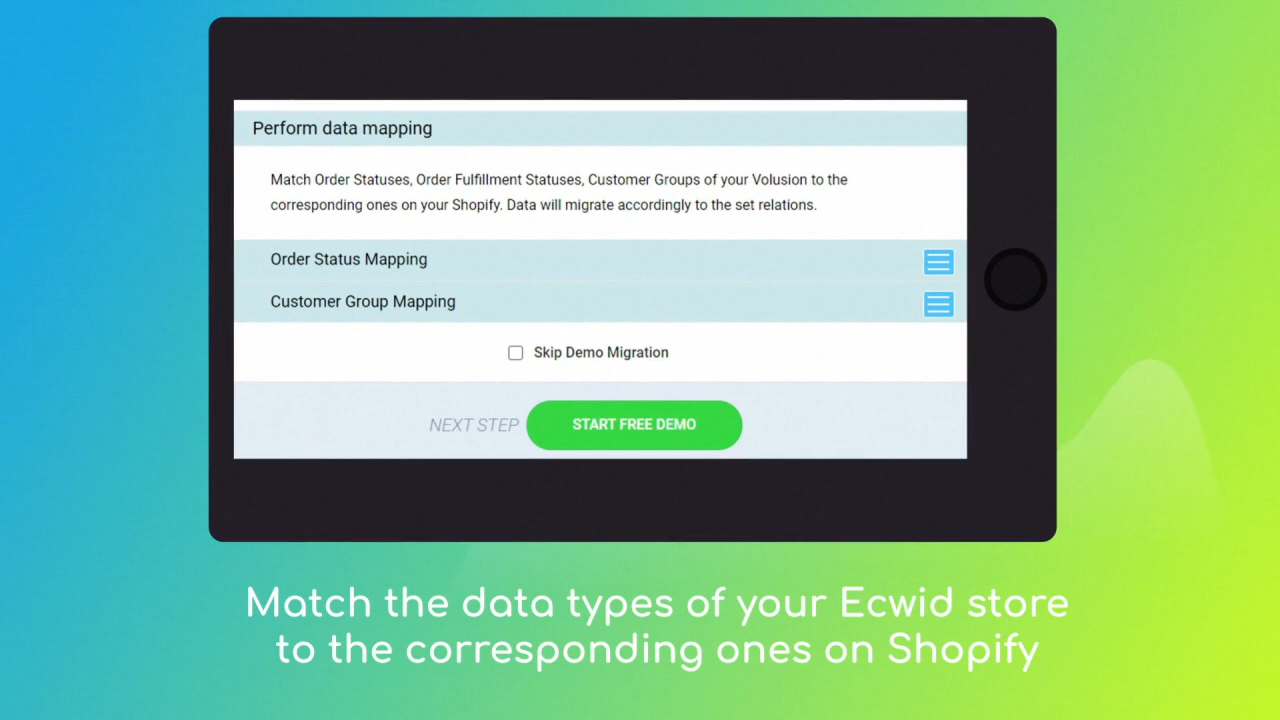 Perform data mapping
Match Order Statuses, Order Fulfillment Statuses, Customer Groups of your Volusion to the
corresponding ones on your Shopify. Data will migrate accordingly to the set relations.
Order Status Mapping
Customer Group Mapping
Skip Demo Migration
NEXT STEP START FREE DEMO
Match the data types of your Ecwid store
to the corresponding ones on Shopify